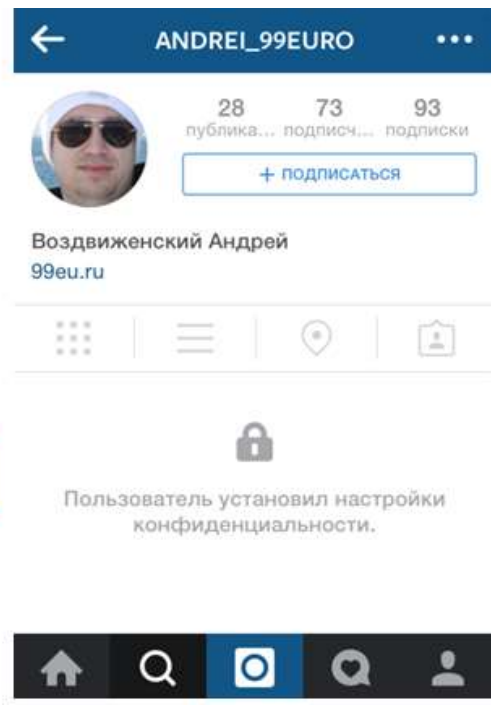 ANDREI_99EURO
28 73 93
публика... подписч... подписки
+ ПОДПИСАТЬСЯ
Воздвиженский Андрей
99eu.ru
Пользователь установил настройки
конфиденциальности.